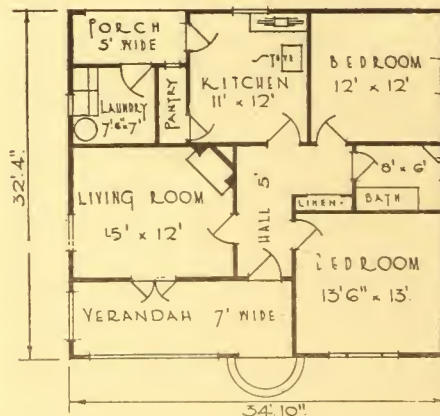 PORCH
5' WIDE
LAUNDRY
7'.6" x 7'
PANTRY
KITCHEN
11' x 12'
BEDROOM
12' x 12'
LIVING ROOM
15' x 12'
HALL 5'
LINEN
8' x 6'
BATH
BEDROOM
13'6" x 13'
VERANDAH 7' WIDE
32'.4"
34'.10"